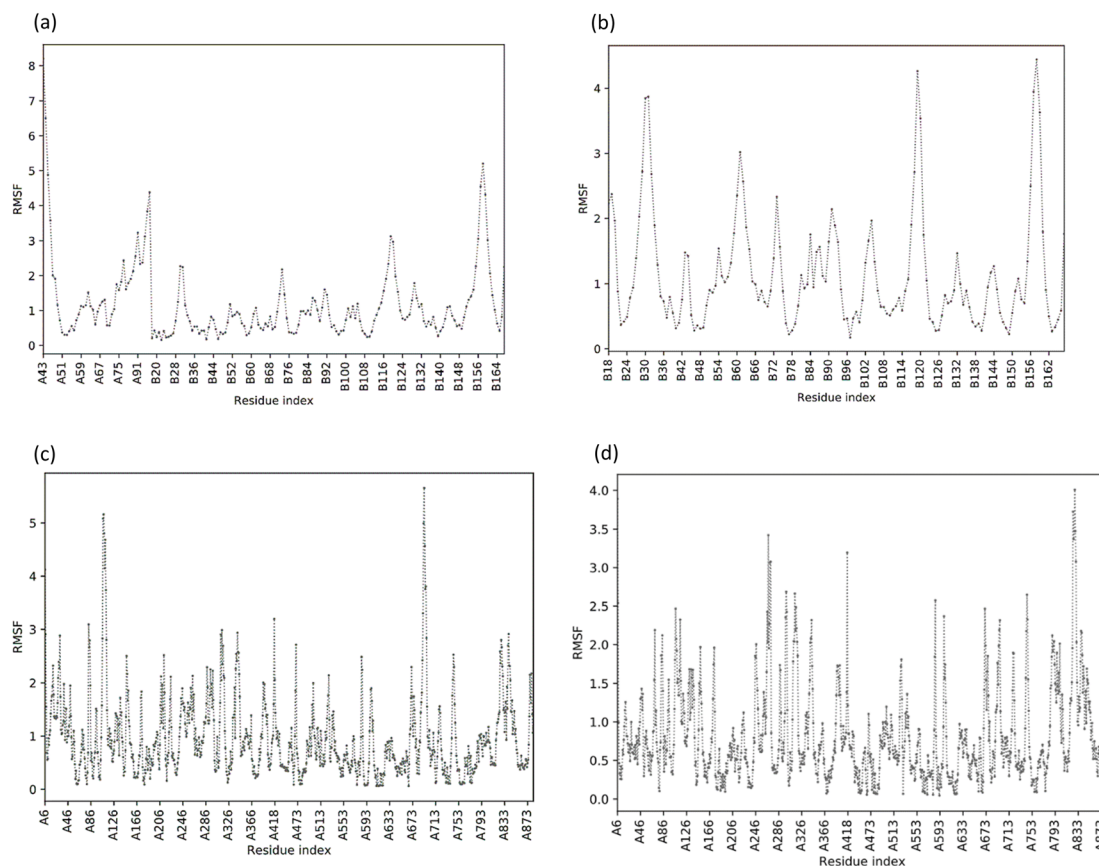 (a)
RMSF
8
7
6
5
4
3
2
1
0
A43 A51 A59 A67 A75 A91 B20 B28 B36 B44 B52 B60 B68 B76 B84 B92 B100 B108 B116 B124 B132 B140 B148 B156 B164
Residue index
(b)
RMSF
4
3
2
1
0
B18 B24 B30 B36 B42 B48 B54 B60 B66 B72 B78 B84 B90 B96 B102 B108 B114 B120 B126 B132 B138 B144 B150 B156 B162
Residue index
(c)
RMSF
5
4
3
2
1
0
A6 A46 A86 A126 A166 A206 A246 A286 A326 A366 A418 A473 A513 A553 A593 A633 A673 A713 A753 A793 A833 A873
Residue index
(d)
RMSF
4.0
3.5
3.0
2.5
2.0
1.5
1.0
0.5
0.0
A6 A46 A86 A126 A166 A206 A246 A286 A326 A366 A418 A473 A513 A553 A593 A633 A673 A713 A753 A793 A833
Residue index